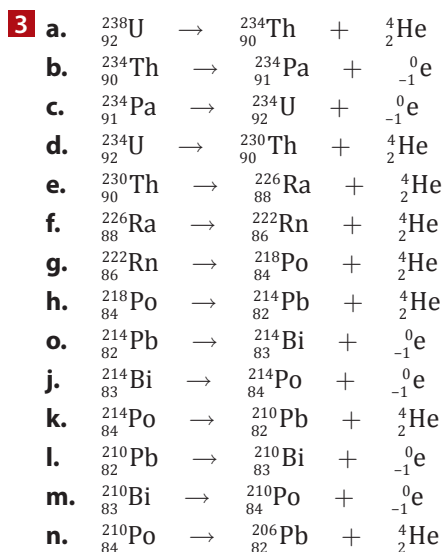 3 a. ²³⁸₉₂U → ²³⁴₉₀Th + ⁴₂He
b. ²³⁴₉₀Th → ²³⁴₉₁Pa + ⁰₋₁e
c. ²³⁴₉₁Pa → ²³⁴₉₂U + ⁰₋₁e
d. ²³⁴₉₂U → ²³⁰₉₀Th + ⁴₂He
e. ²³⁰₉₀Th → ²²⁶₈₈Ra + ⁴₂He
f. ²²⁶₈₈Ra → ²²²₈₆Rn + ⁴₂He
g. ²²²₈₆Rn → ²¹⁸₈₄Po + ⁴₂He
h. ²¹⁸₈₄Po → ²¹⁴₈₂Pb + ⁴₂He
o. ²¹⁴₈₂Pb → ²¹⁴₈₃Bi + ⁰₋₁e
j. ²¹⁴₈₃Bi → ²¹⁴₈₄Po + ⁰₋₁e
k. ²¹⁴₈₄Po → ²¹⁰₈₂Pb + ⁴₂He
l. ²¹⁰₈₂Pb → ²¹⁰₈₃Bi + ⁰₋₁e
m. ²¹⁰₈₃Bi → ²¹⁰₈₄Po + ⁰₋₁e
n. ²¹⁰₈₄Po → ²⁰⁶₈₂Pb + ⁴₂He